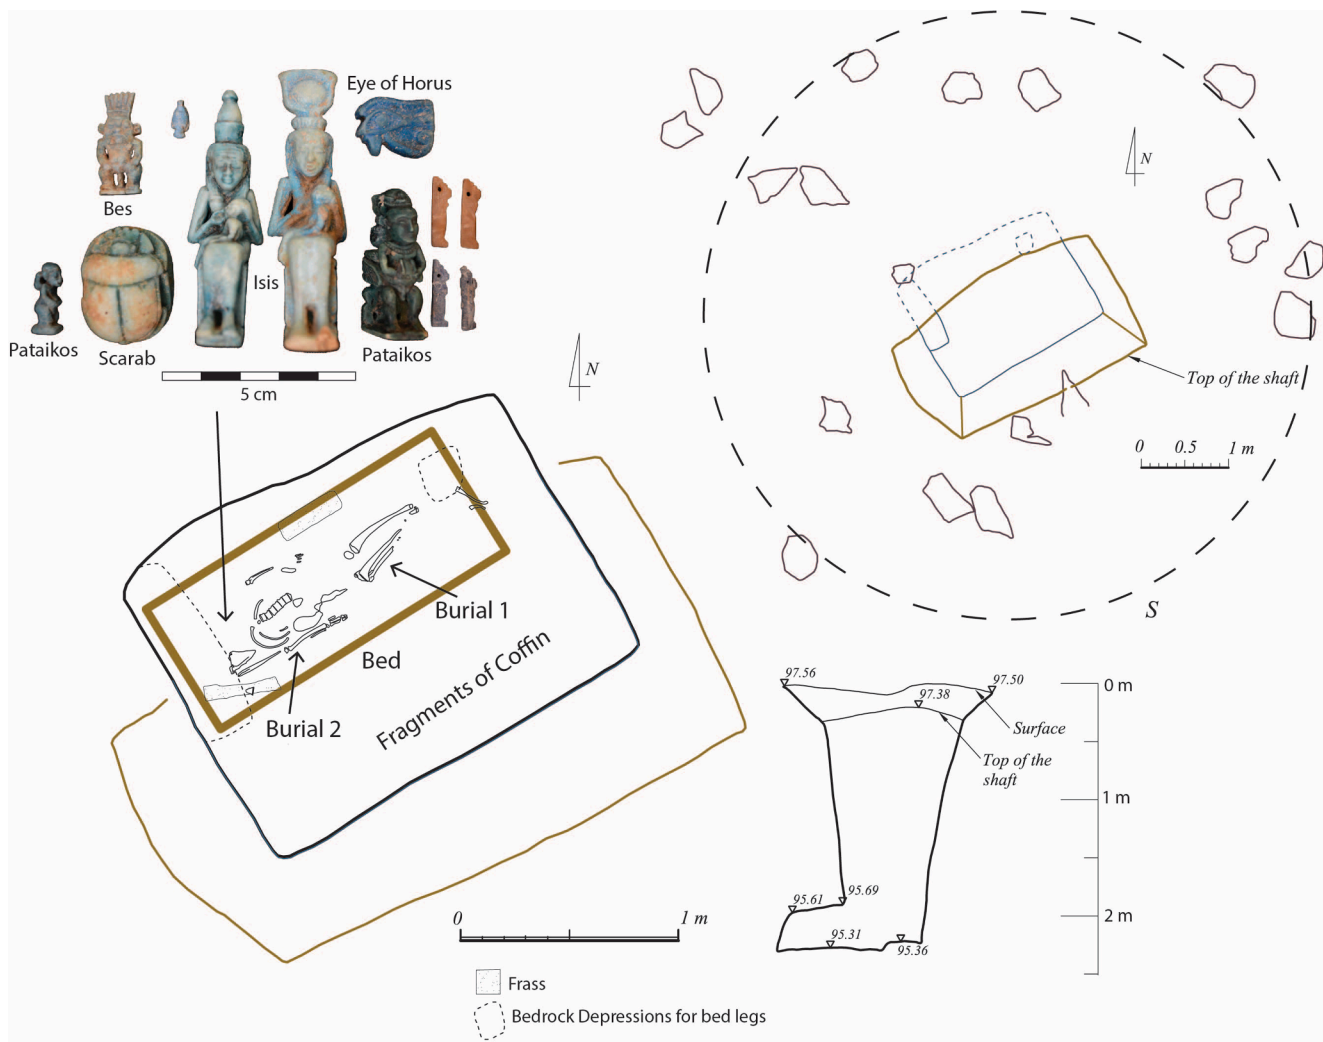 Eye of Horus
Bes
Isis
Pataikos
Scarab
Pataikos
5 cm
N
Burial 1
Bed
Burial 2
Fragments of Coffin
0
1 m
Frass
Bedrock Depressions for bed legs
N
Top of the shaft
0
0.5
1 m
S
97.56
97.50
97.38
Surface
Top of the
shaft
95.69
95.61
95.31
95.36
0 m
1 m
2 m